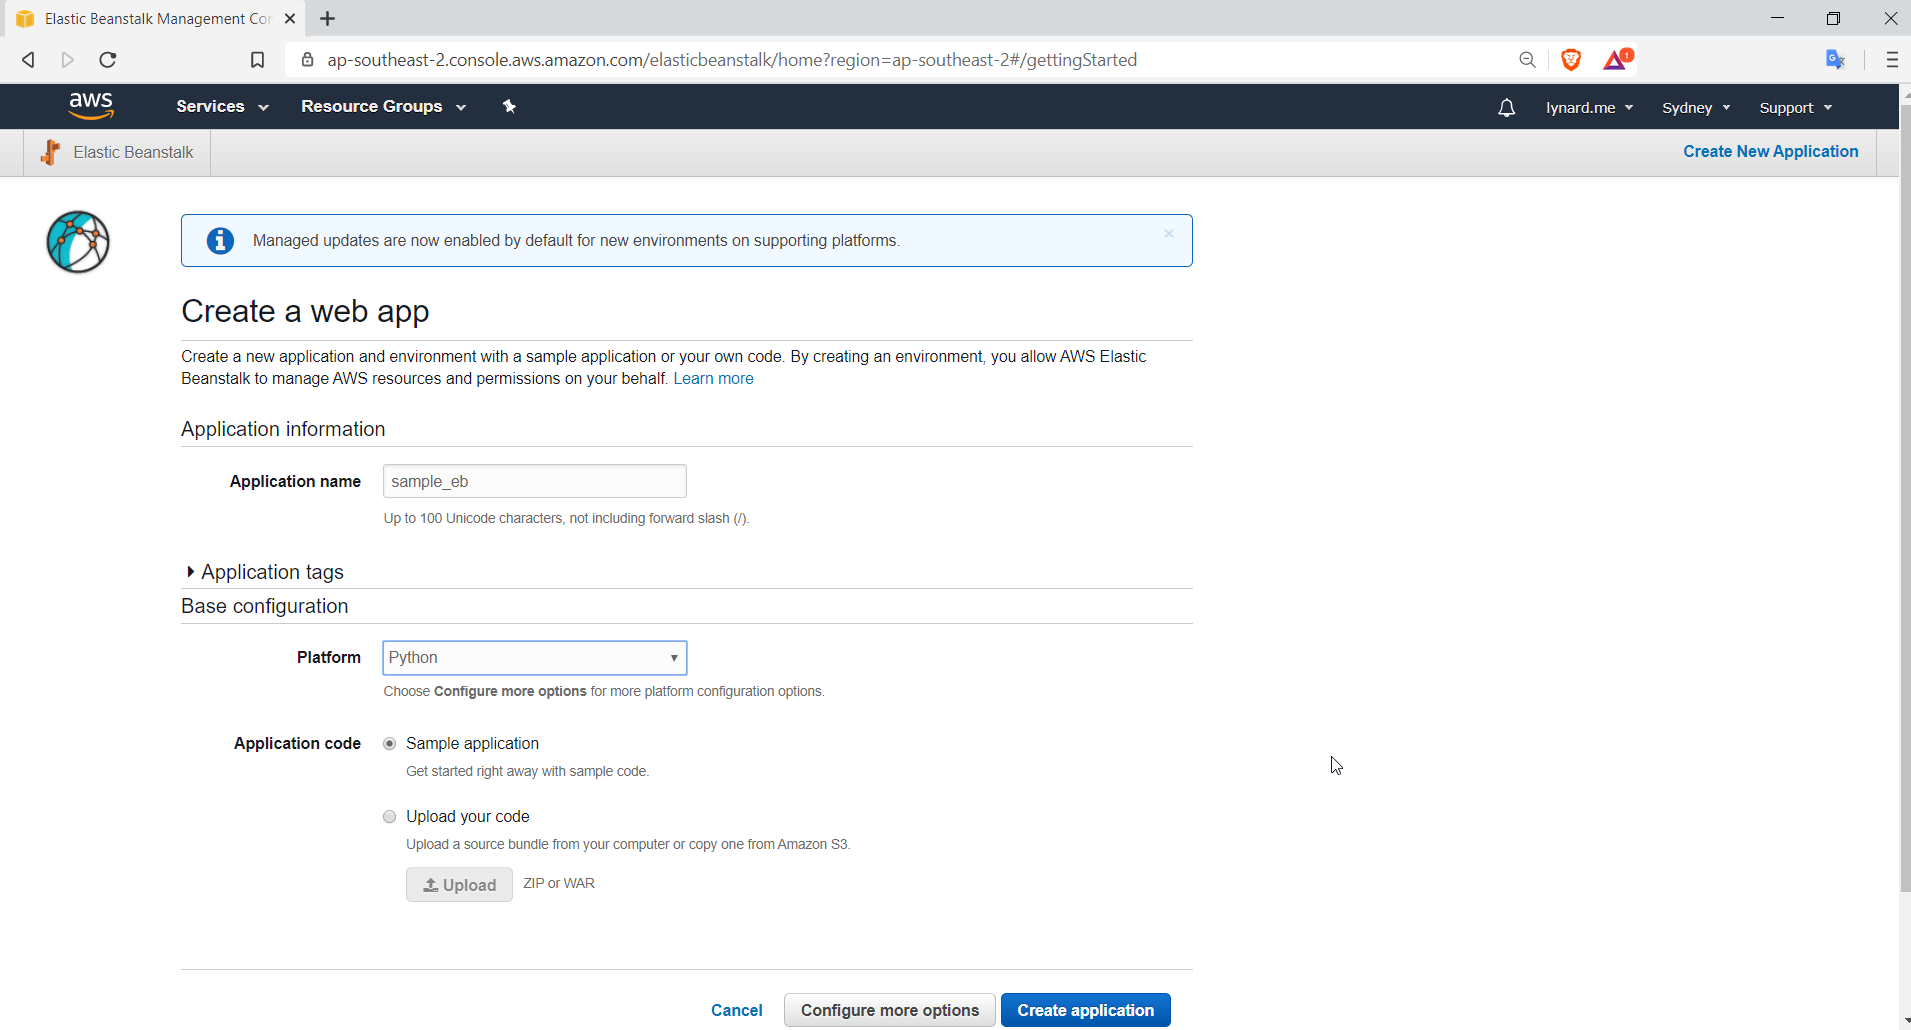 Elastic Beanstalk Management Con
ap-southeast-2.console.aws.amazon.com/elasticbeanstalk/home?region=ap-southeast-2#/gettingStarted
1
aws
Services
Resource Groups
lynard.me
Sydney
Support
Elastic Beanstalk
Create New Application
Managed updates are now enabled by default for new environments on supporting platforms.
Create a web app
Create a new application and environment with a sample application or your own code. By creating an environment, you allow AWS Elastic
Beanstalk to manage AWS resources and permissions on your behalf. Learn more
Application information
Application name
sample_eb
Up to 100 Unicode characters, not including forward slash (/).
Application tags
Base configuration
Platform
Python
Choose Configure more options for more platform configuration options.
Application code
Sample application
Get started right away with sample code.
Upload your code
Upload a source bundle from your computer or copy one from Amazon S3.
Upload
ZIP or WAR
Cancel
Configure more options
Create application